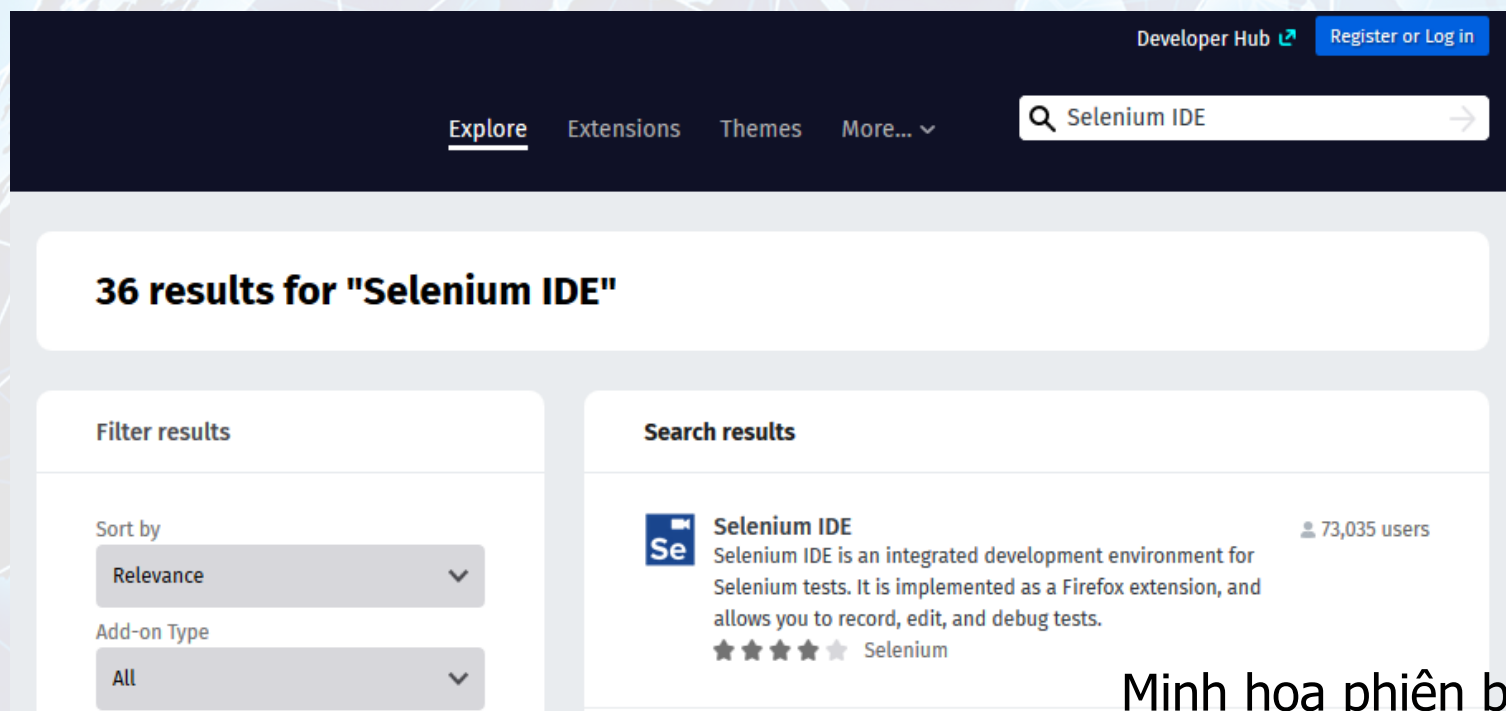 Developer Hub Register or Log in
Explore Extensions Themes More...
Selenium IDE
36 results for "Selenium IDE"
Filter results
Sort by
Relevance
Add-on Type
All
Search results
Se
Selenium IDE
73,035 users
Selenium IDE is an integrated development environment for
Selenium tests. It is implemented as a Firefox extension, and
allows you to record, edit, and debug tests.
Selenium
Minh họa phiên